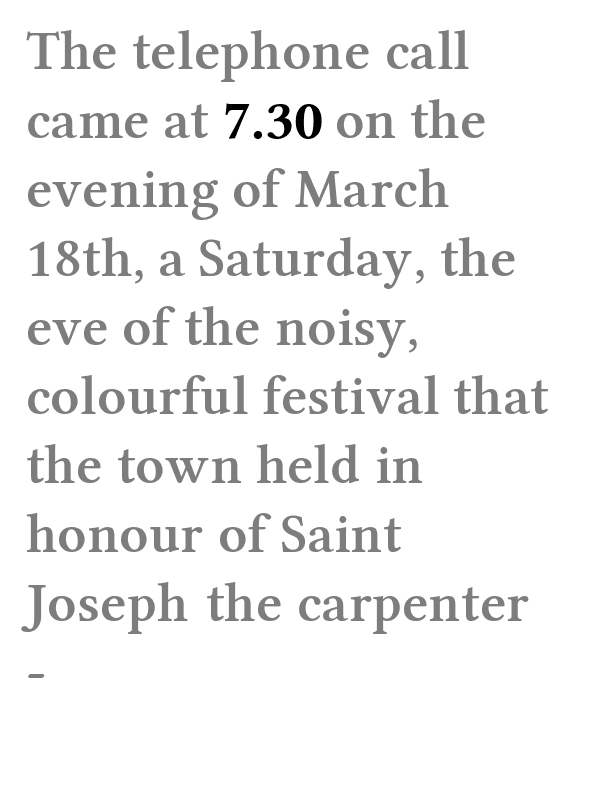 The telephone call
came at 7.30 on the
evening of March
18th, a Saturday, the
eve of the noisy,
colourful festival that
the town held in
honour of Saint
Joseph the carpenter
-